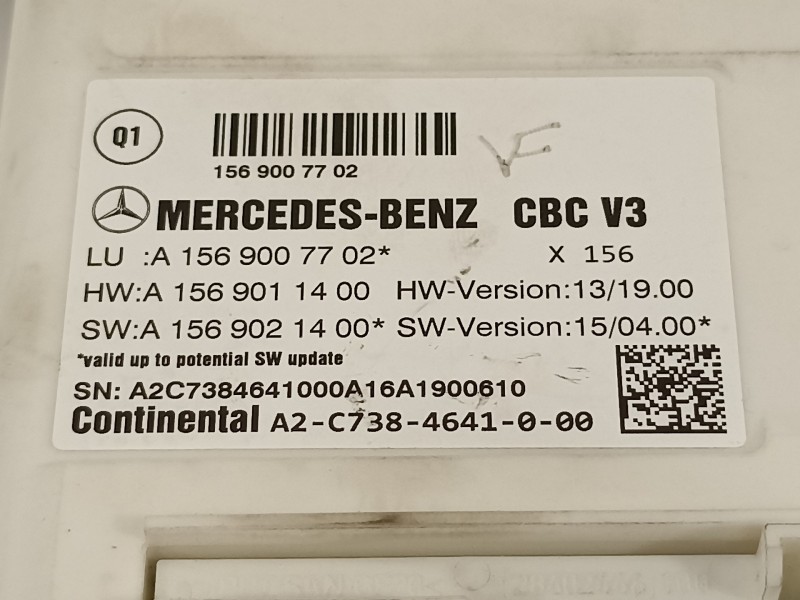 Q1
156 900 77 02
MERCEDES-BENZ CBC V3
LU :A 156 900 77 02* X 156
HW:A 156 901 14 00 HW-Version:13/19.00
SW:A 156 902 14 00* SW-Version:15/04.00*
*valid up to potential SW update
SN: A2C7384641000A16A1900610
Continental A2-C738-4641-0-00